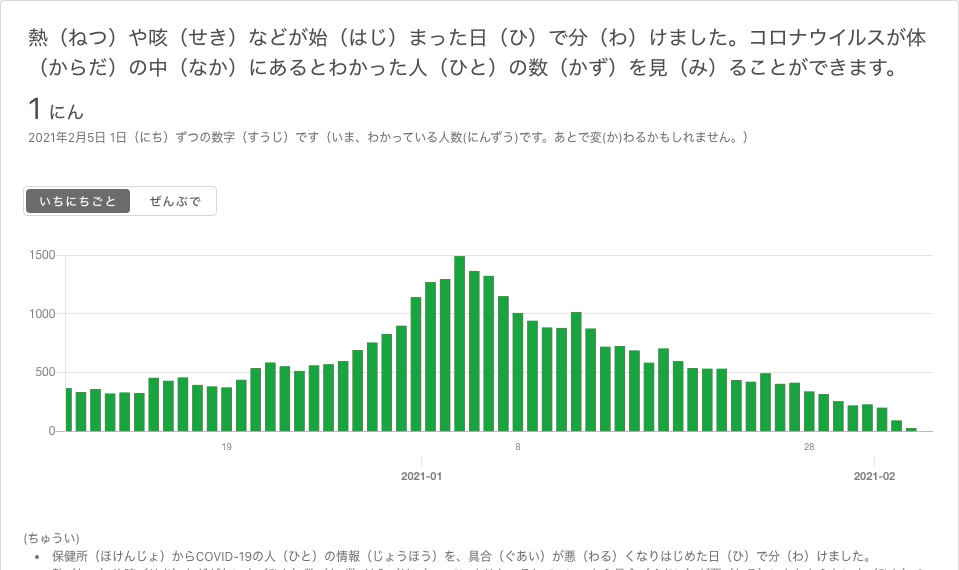 熱（ねつ）や咳（せき）などが始（はじ）まった日（ひ）で分（わ）けました。コロナウイルスが体
（からだ）の中（なか）にあるとわかった人（ひと）の数（かず）を見（み）ることができます。
1 にん
2021年2月5日 1日（にち）ずつの数字（すうじ）です（いま、わかっている人数(にんずう)です。あとで変(か)わるかもしれません。）
いちにちごと ぜんぶで
1500
1000
500
0
19 8 28
2021-01 2021-02
(ちゅうい)
• 保健所（ほけんじょ）からCOVID-19の人（ひと）の情報（じょうほう）を、具合（ぐあい）が悪（わる）くなりはじめた日（ひ）で分（わ）けました。